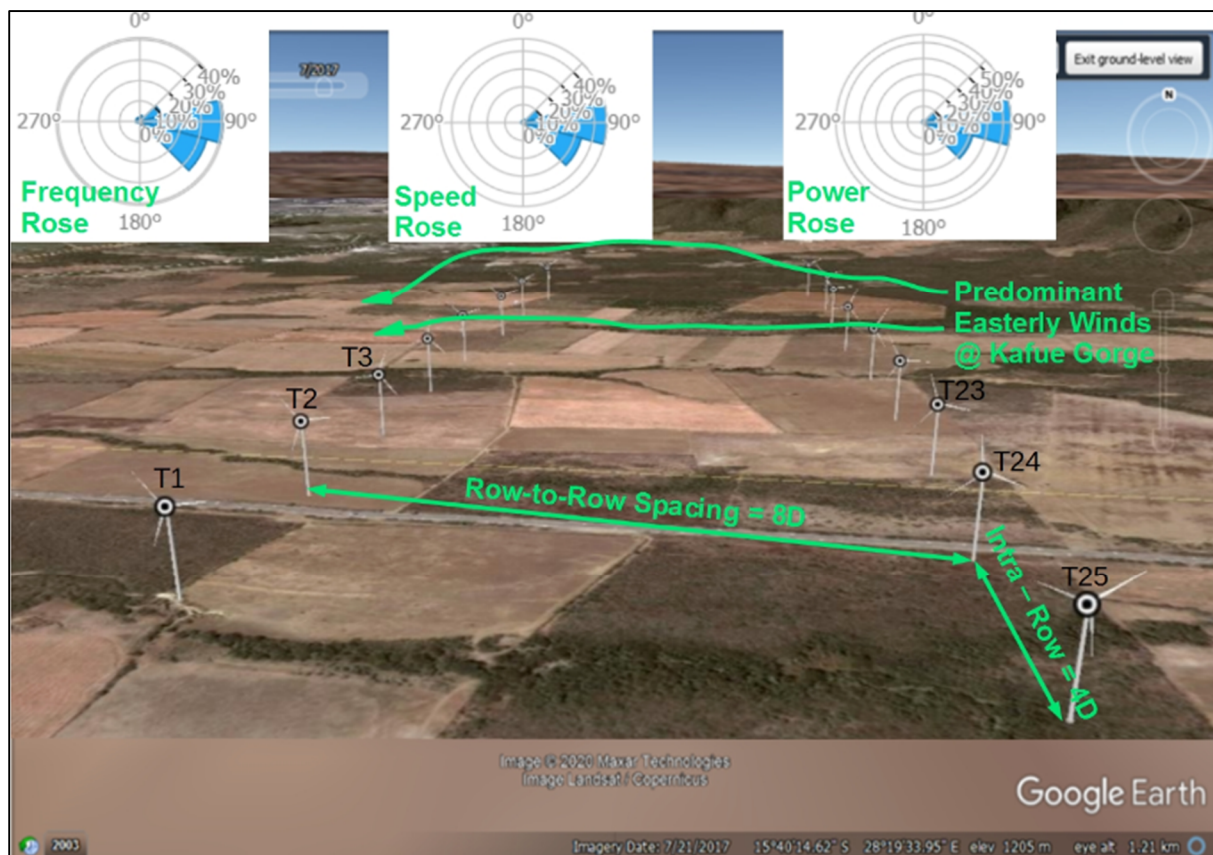 0°
40%
30%
20%
10%
0%
270°
90°
180°
Frequency
Rose
7/2017
0°
40%
30%
20%
10%
0%
270°
90°
180°
Speed
Rose
0°
50%
40%
30%
20%
10%
0%
270°
90°
180°
Power
Rose
Exit ground-level view
N
Predominant
Easterly Winds
@ Kafue Gorge
T3
T2
T1
T23
T24
T25
Row-to-Row Spacing = 8D
Intra – Row = 4D
Image © 2020 Maxar Technologies
Image Landsat / Copernicus
Google Earth
2003
Imagery Date: 7/21/2017 15°40'14.62" S 28°19'33.95" E elev 1205 m eye alt 1.21 km